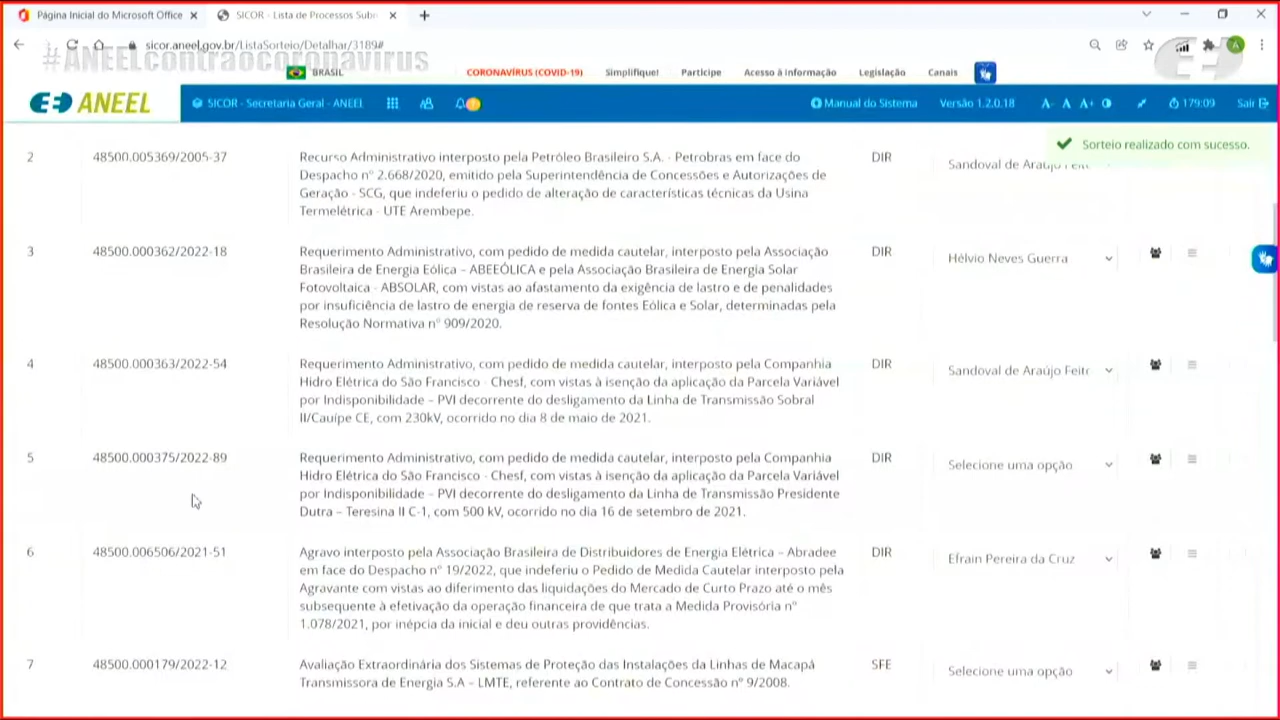 Página Inicial do Microsoft Office
SICOR - Lista de Processos Subm
sicor.aneel.gov.br/ListaSorteio/Detalhar/3189#
#ANEELcontraocoronavírus
BRASIL
CORONAVÍRUS (COVID-19)
Simplifique!
Participe
Acesso à informação
Legislação
Canais
A
ANEEL
SICOR - Secretaria Geral - ANEEL
Manual do Sistema
Versão 1.2.0.18
A- A A+
179:09
Sair
Sorteio realizado com sucesso.
2
48500.005369/2005-37
Recurso Administrativo interposto pela Petróleo Brasileiro S.A. - Petrobras em face do
Despacho nº 2.668/2020, emitido pela Superintendência de Concessões e Autorizações de
Geração - SCG, que indeferiu o pedido de alteração de características técnicas da Usina
Termelétrica - UTE Arembepe.
DIR
Sandoval de Araújo Feito
3
48500.000362/2022-18
Requerimento Administrativo, com pedido de medida cautelar, interposto pela Associação
Brasileira de Energia Eólica – ABEEÓLICA e pela Associação Brasileira de Energia Solar
Fotovoltaica - ABSOLAR, com vistas ao afastamento da exigência de lastro e de penalidades
por insuficiência de lastro de energia de reserva de fontes Eólica e Solar, determinadas pela
Resolução Normativa nº 909/2020.
DIR
Hélvio Neves Guerra
4
48500.000363/2022-54
Requerimento Administrativo, com pedido de medida cautelar, interposto pela Companhia
Hidro Elétrica do São Francisco - Chesf, com vistas à isenção da aplicação da Parcela Variável
por Indisponibilidade – PVI decorrente do desligamento da Linha de Transmissão Sobral
II/Cauípe CE, com 230kV, ocorrido no dia 8 de maio de 2021.
DIR
Sandoval de Araújo Feito
5
48500.000375/2022-89
Requerimento Administrativo, com pedido de medida cautelar, interposto pela Companhia
Hidro Elétrica do São Francisco - Chesf, com vistas à isenção da aplicação da Parcela Variável
por Indisponibilidade – PVI decorrente do desligamento da Linha de Transmissão Presidente
Dutra – Teresina II C-1, com 500 kV, ocorrido no dia 16 de setembro de 2021.
DIR
Selecione uma opção
6
48500.006506/2021-51
Agravo interposto pela Associação Brasileira de Distribuidores de Energia Elétrica – Abradee
em face do Despacho nº 19/2022, que indeferiu o Pedido de Medida Cautelar interposto pela
Agravante com vistas ao diferimento das liquidações do Mercado de Curto Prazo até o mês
subsequente à efetivação da operação financeira de que trata a Medida Provisória nº
1.078/2021, por inépcia da inicial e deu outras providências.
DIR
Efrain Pereira da Cruz
7
48500.000179/2022-12
Avaliação Extraordinária dos Sistemas de Proteção das Instalações da Linhas de Macapá
Transmissora de Energia S.A – LMTE, referente ao Contrato de Concessão nº 9/2008.
SFE
Selecione uma opção